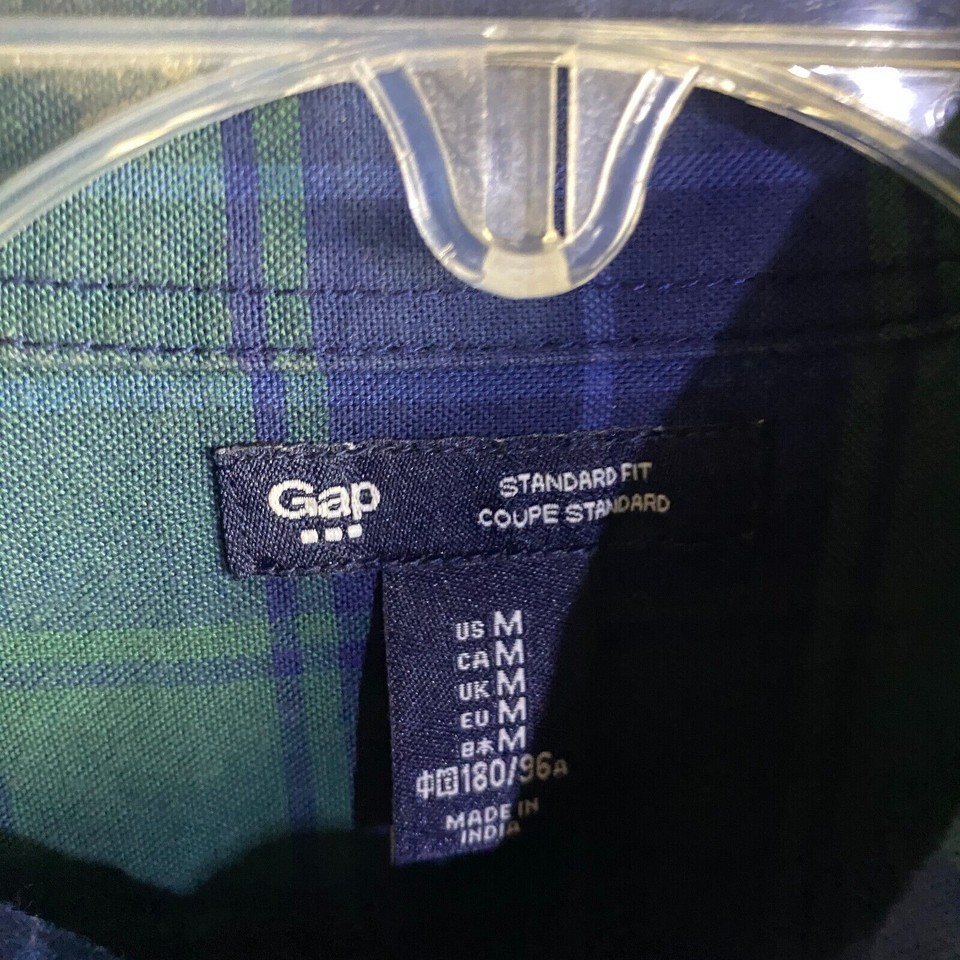 Gap
STANDARD FIT
COUPE STANDARD
US M
CA M
UK M
EU M
日本 M
中国 180/96A
MADE IN
INDIA